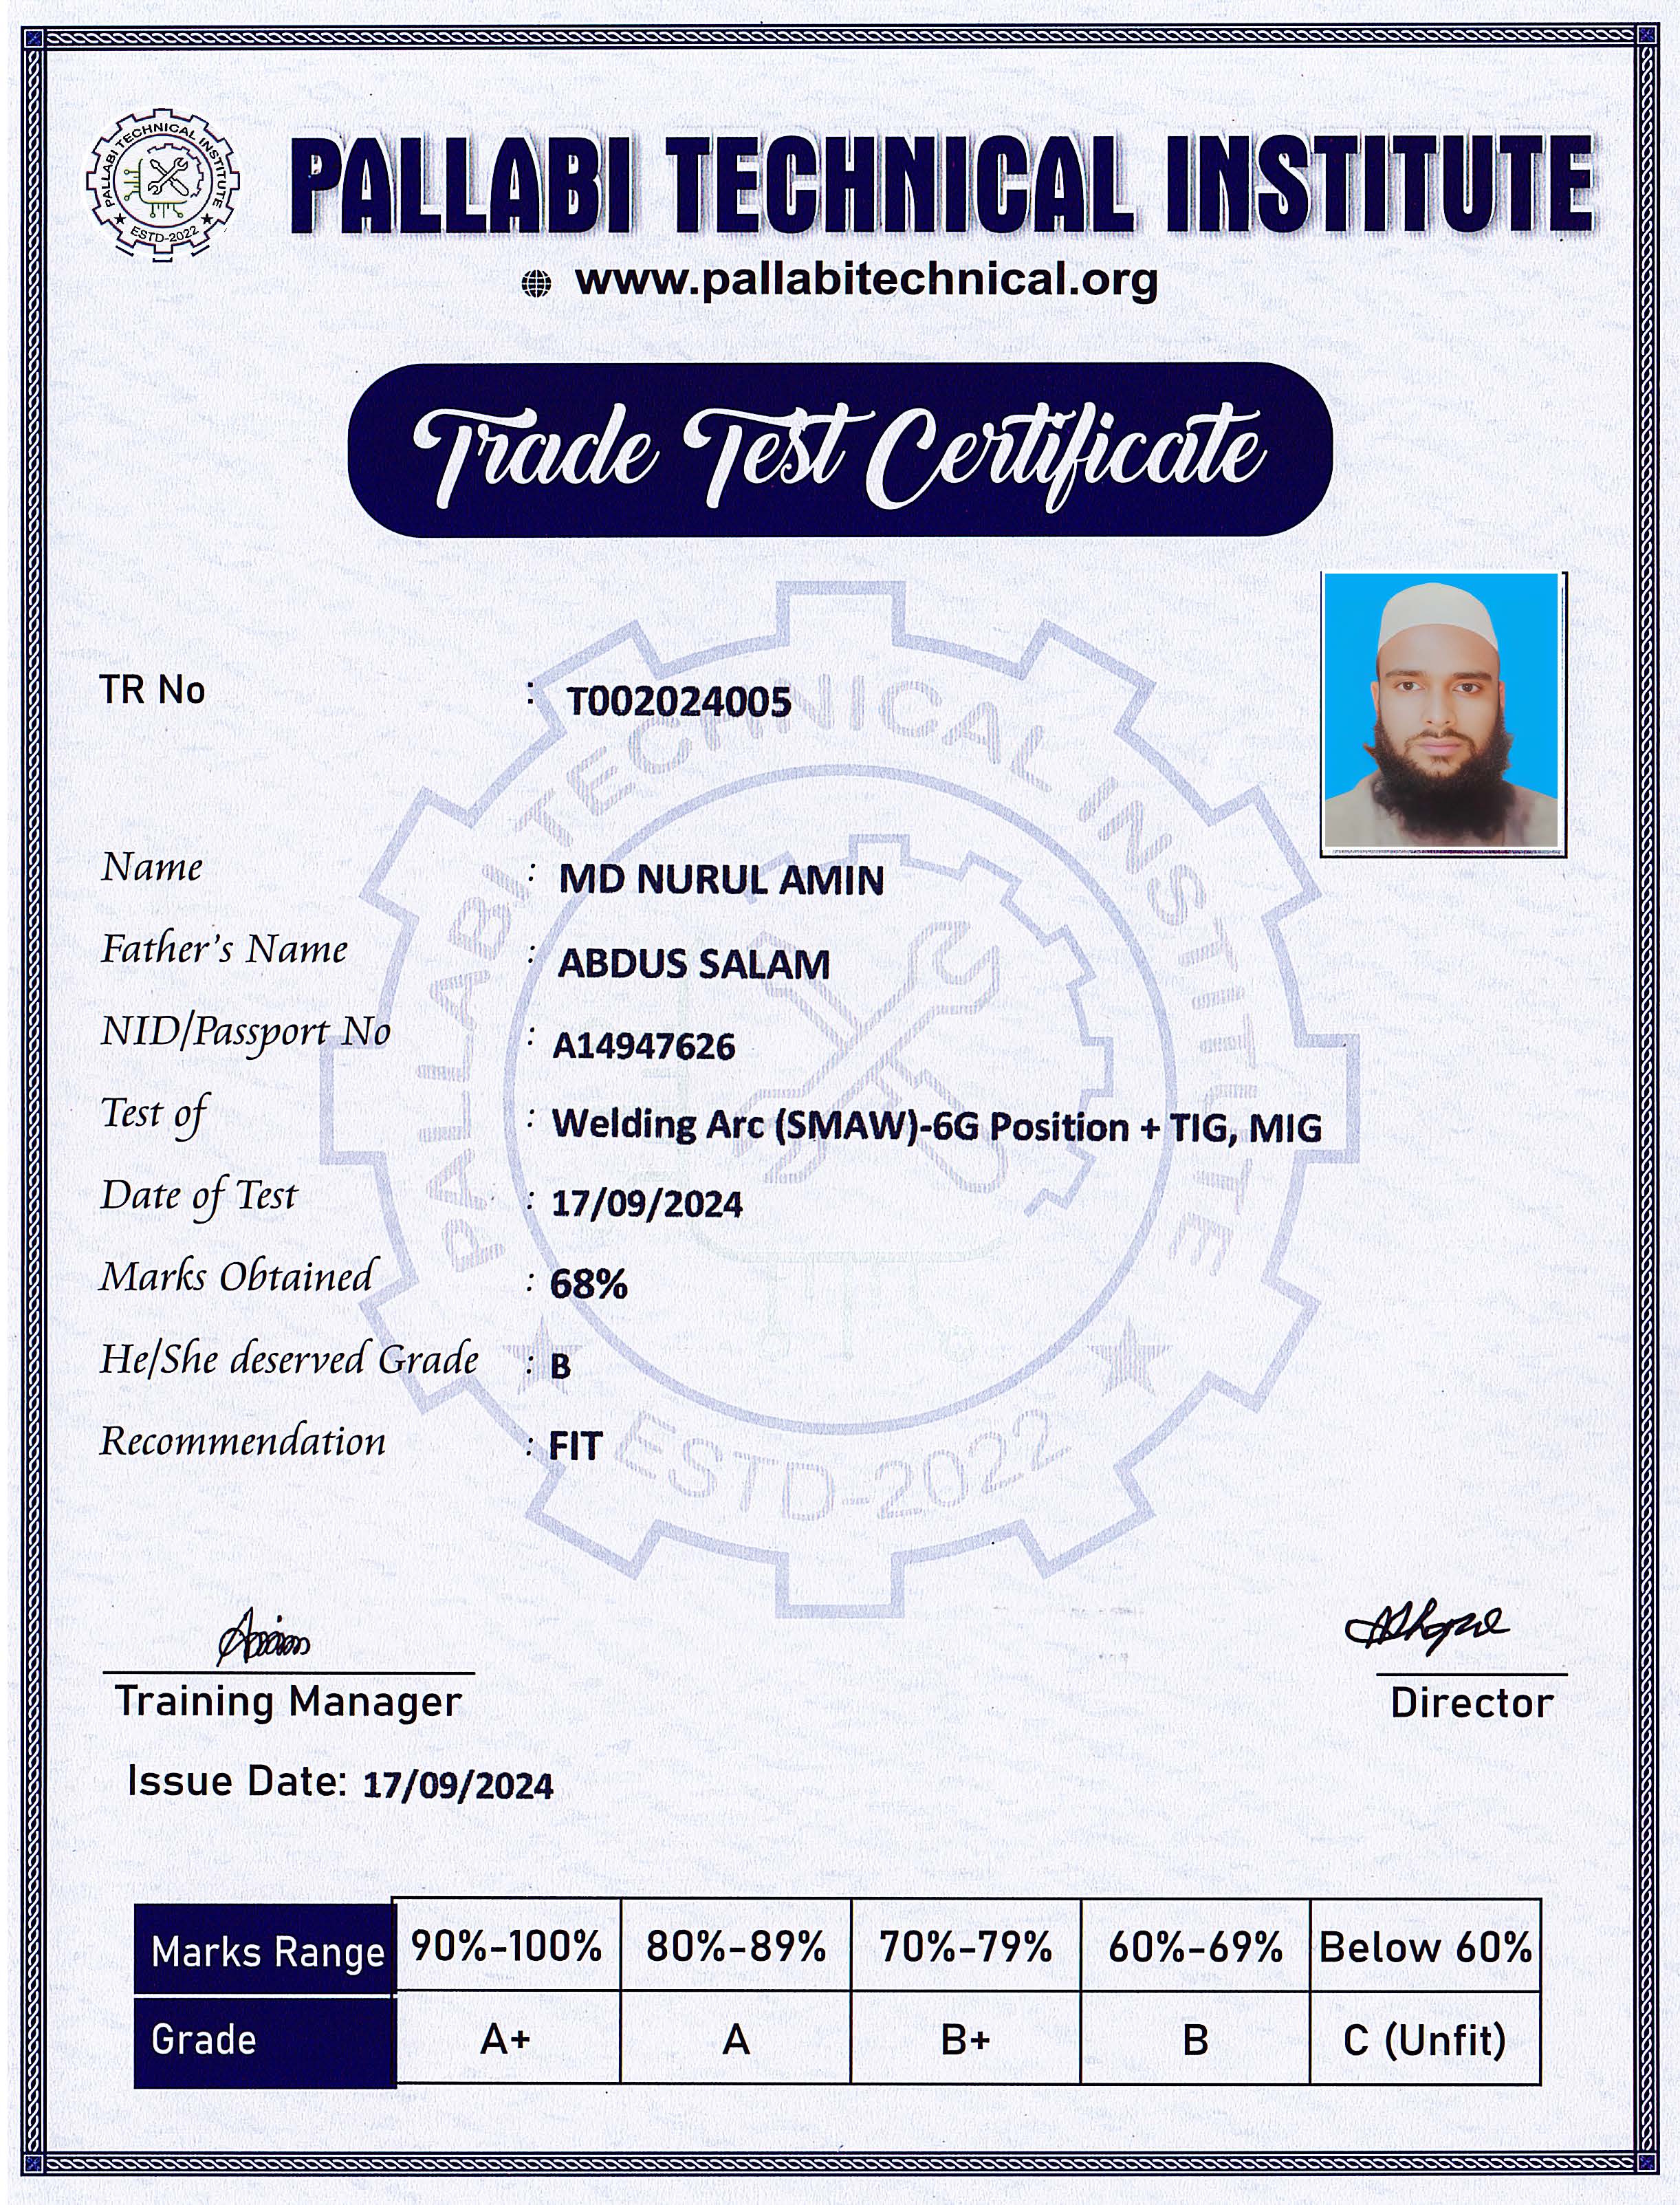 PALLABI TECHNICAL INSTITUTE
ESTD-2022
PALLABI TECHNICAL INSTITUTE
www.pallabitechnical.org
Trade Test Certificate
TR No : T002024005
Name : MD NURUL AMIN
Father's Name : ABDUS SALAM
NID/Passport No : A14947626
Test of : Welding Arc (SMAW)-6G Position + TIG, MIG
Date of Test : 17/09/2024
Marks Obtained : 68%
He/She deserved Grade : B
Recommendation : FIT
PALLABI TECHNICAL INSTITUTE
ESTD-2022
Training Manager Director
Issue Date: 17/09/2024
Marks Range 90%-100% 80%-89% 70%-79% 60%-69% Below 60%
Grade A+ A B+ B C (Unfit)